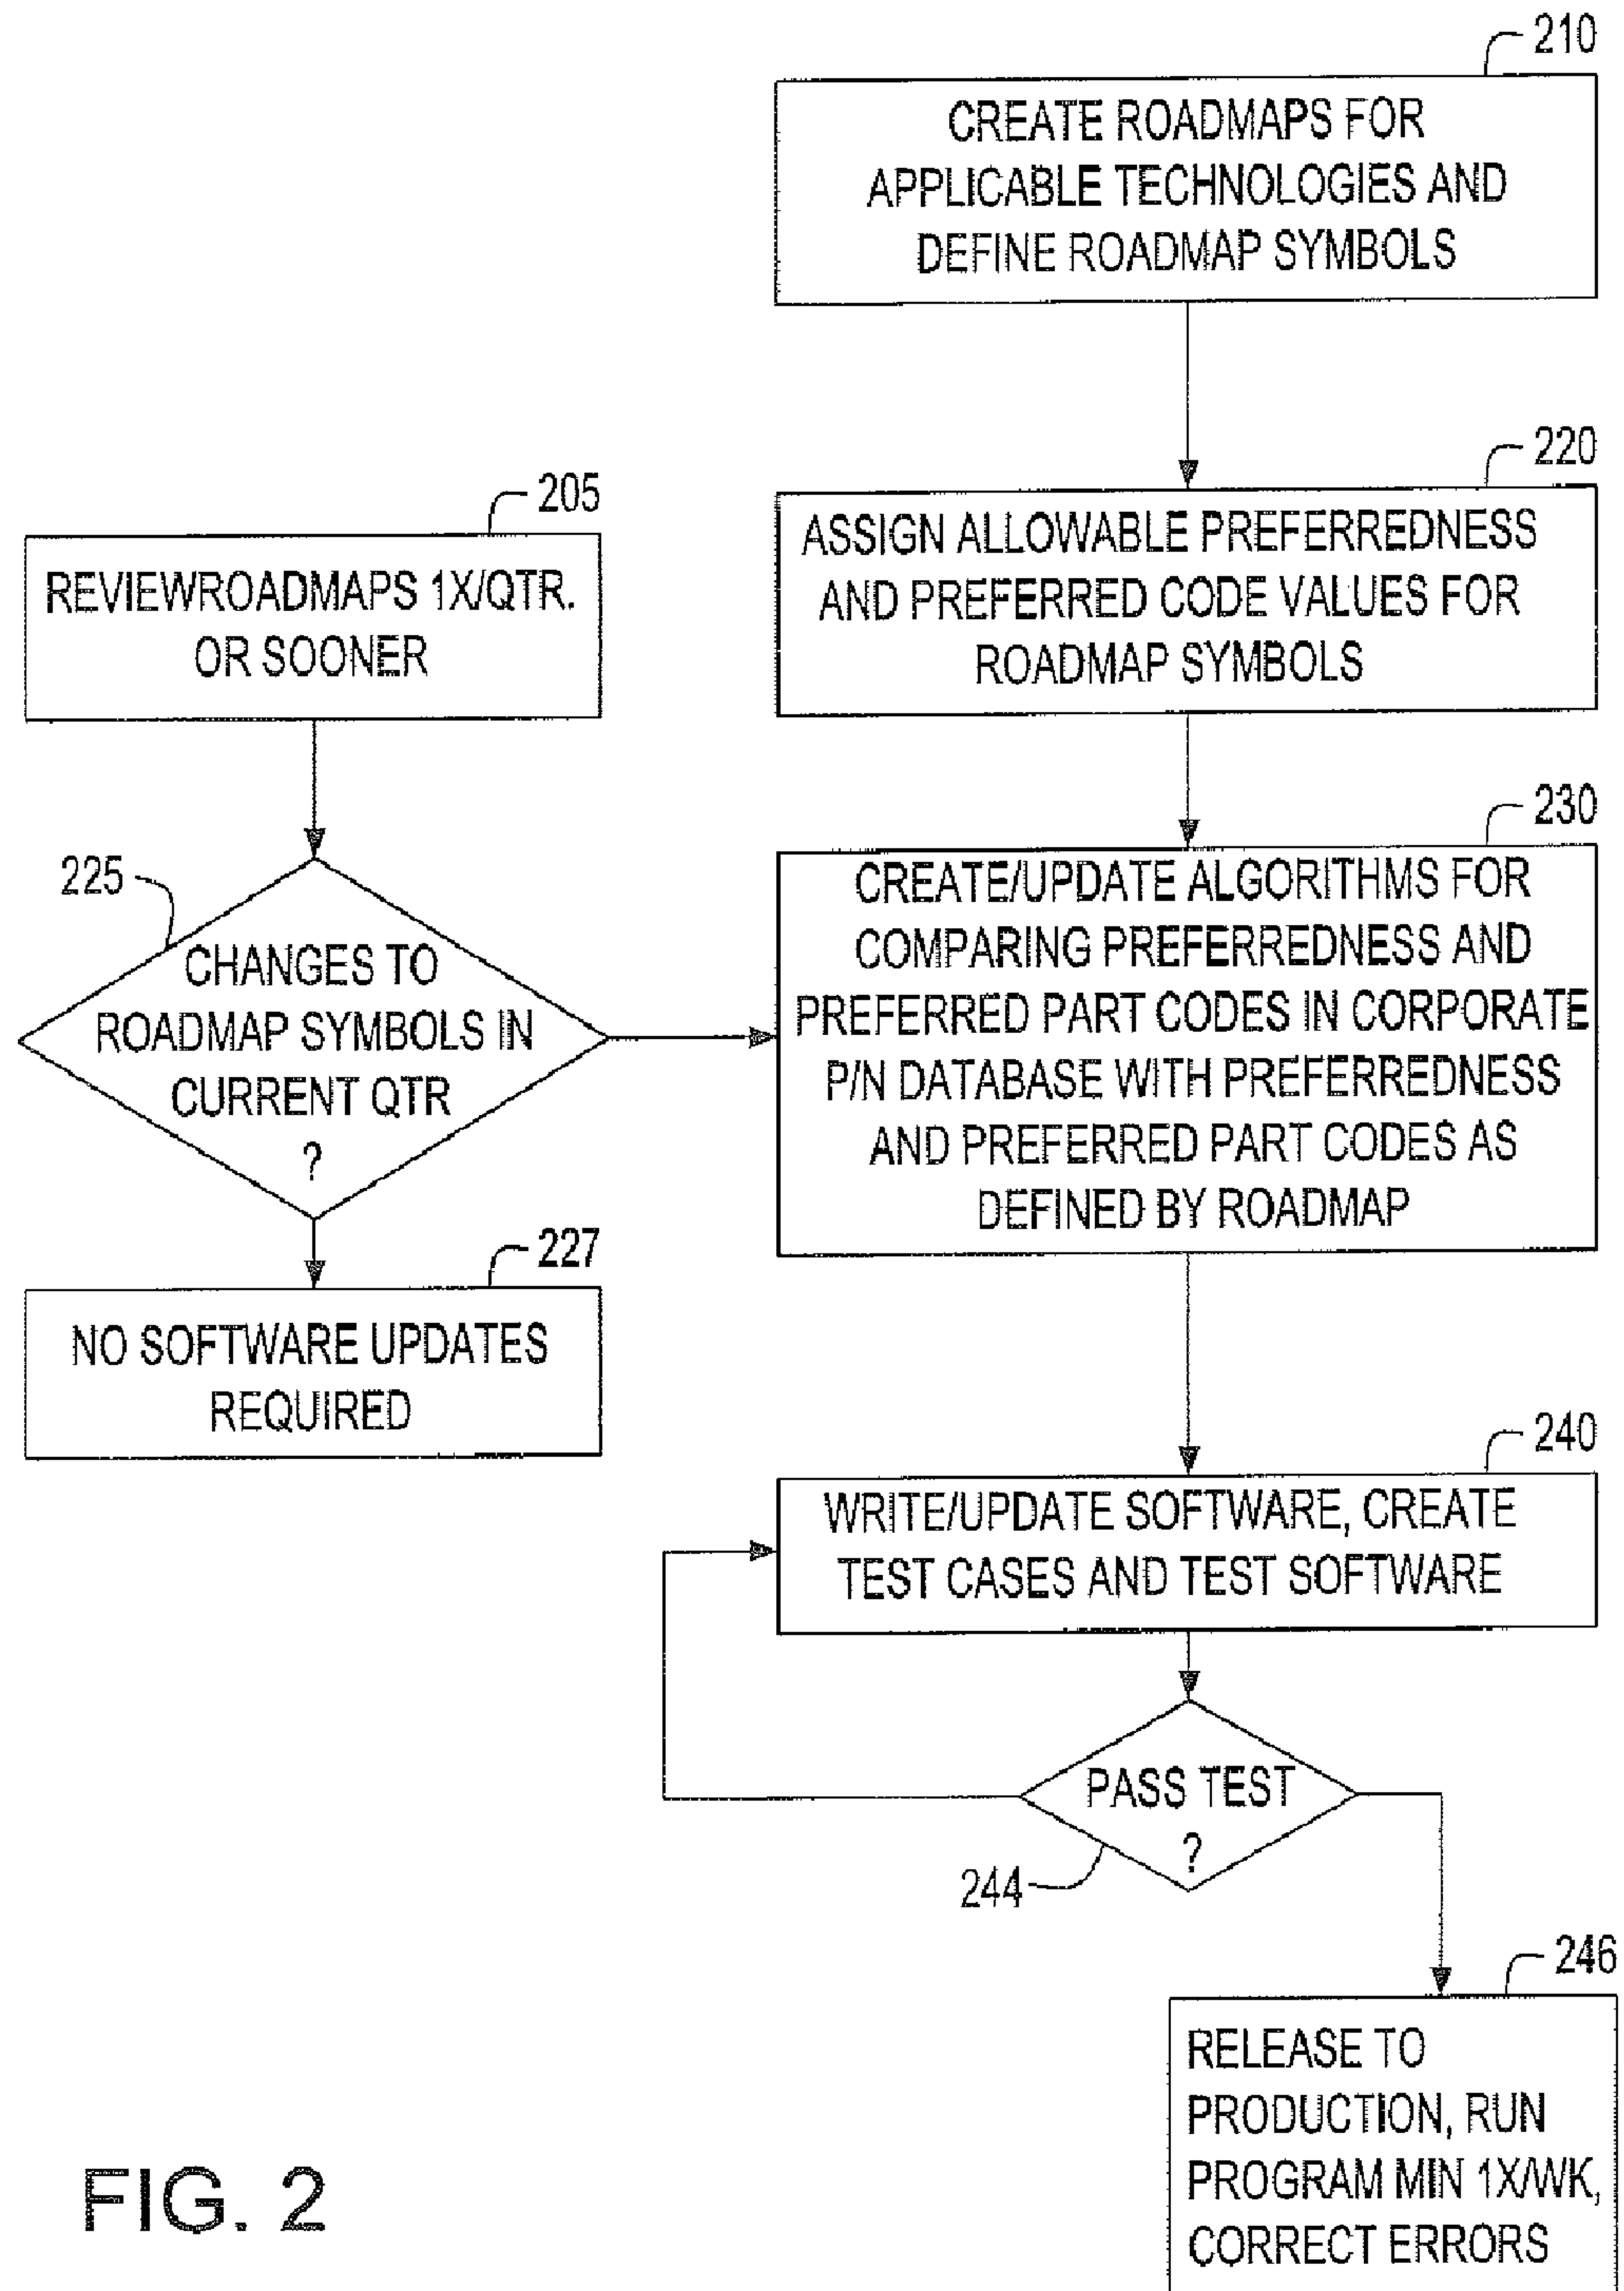 210
CREATE ROADMAPS FOR
APPLICABLE TECHNOLOGIES AND
DEFINE ROADMAP SYMBOLS
220
ASSIGN ALLOWABLE PREFERREDNESS
AND PREFERRED CODE VALUES FOR
ROADMAP SYMBOLS
205
REVIEWROADMAPS 1X/QTR.
OR SOONER
225
CHANGES TO
ROADMAP SYMBOLS IN
CURRENT QTR
?
227
NO SOFTWARE UPDATES
REQUIRED
230
CREATE/UPDATE ALGORITHMS FOR
COMPARING PREFERREDNESS AND
PREFERRED PART CODES IN CORPORATE
P/N DATABASE WITH PREFERREDNESS
AND PREFERRED PART CODES AS
DEFINED BY ROADMAP
240
WRITE/UPDATE SOFTWARE, CREATE
TEST CASES AND TEST SOFTWARE
PASS TEST
?
244
246
RELEASE TO
PRODUCTION, RUN
PROGRAM MIN 1X/WK,
CORRECT ERRORS
FIG. 2